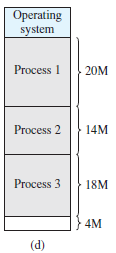 Operating
system
Process 1
20M
Process 2
14M
Process 3
18M
4M
(d)